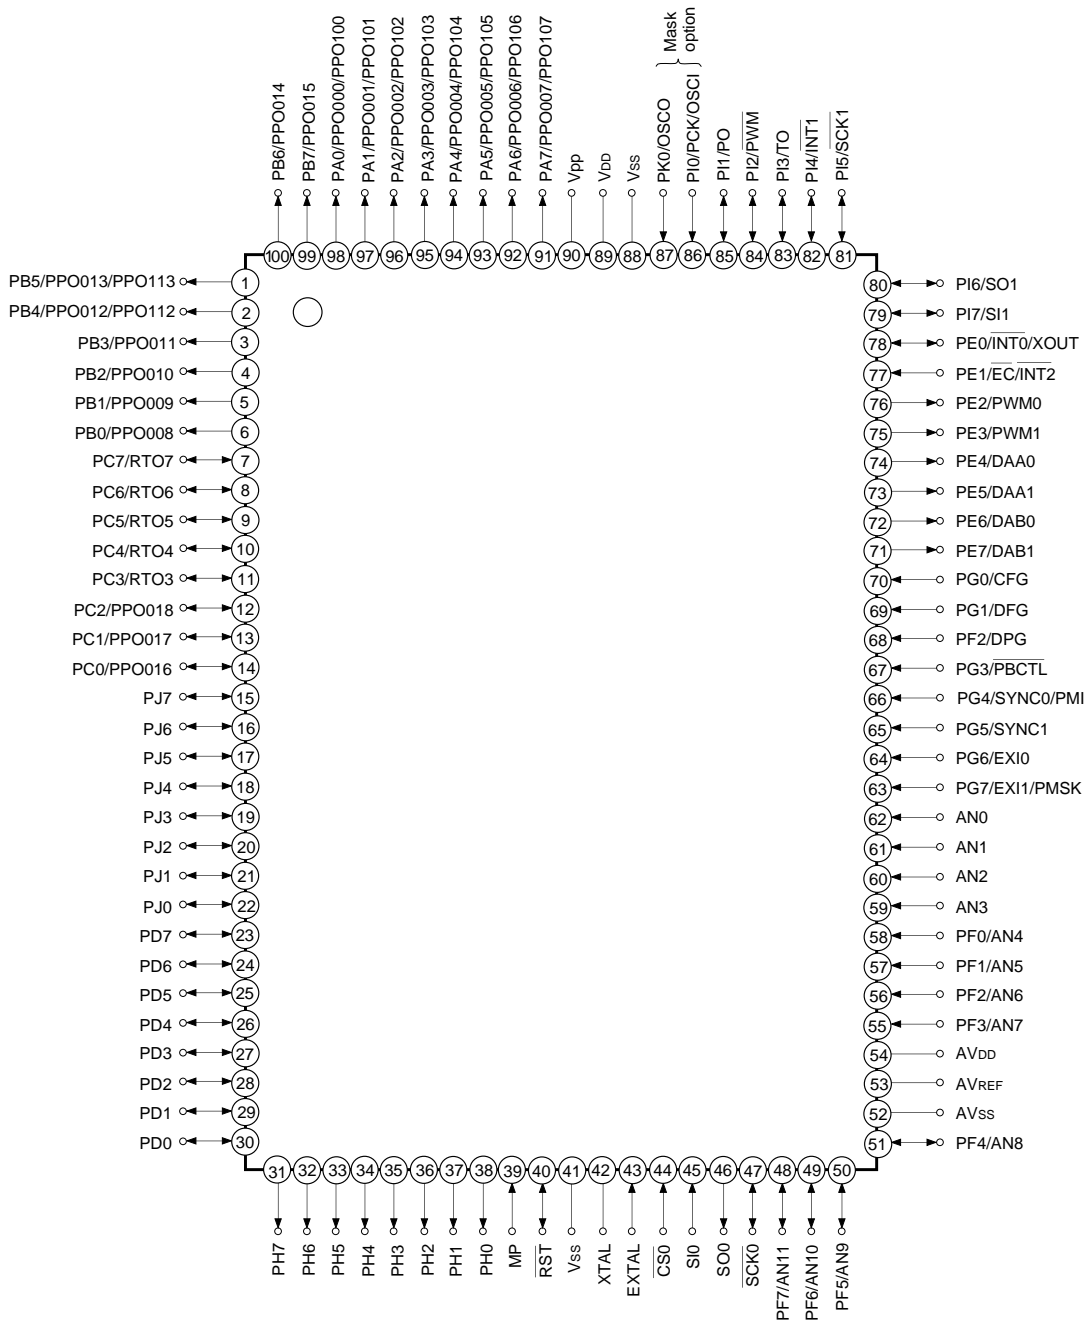 Mask
option
PB6/PPO014
PB7/PPO015
PA0/PPO000/PPO100
PA1/PPO001/PPO101
PA2/PPO002/PPO102
PA3/PPO003/PPO103
PA4/PPO004/PPO104
PA5/PPO005/PPO105
PA6/PPO006/PPO106
PA7/PPO007/PPO107
Vpp
VDD
VSS
PK0/OSCO
PI0/PCK/OSCI
PI1/PO
PI2/PWM
PI3/TO
PI4/INT1
PI5/SCK1
100 99 98 97 96 95 94 93 92 91 90 89 88 87 86 85 84 83 82 81
PB5/PPO013/PPO113 1
PB4/PPO012/PPO112 2
PB3/PPO011 3
PB2/PPO010 4
PB1/PPO009 5
PB0/PPO008 6
PC7/RTO7 7
PC6/RTO6 8
PC5/RTO5 9
PC4/RTO4 10
PC3/RTO3 11
PC2/PPO018 12
PC1/PPO017 13
PC0/PPO016 14
PJ7 15
PJ6 16
PJ5 17
PJ4 18
PJ3 19
PJ2 20
PJ1 21
PJ0 22
PD7 23
PD6 24
PD5 25
PD4 26
PD3 27
PD2 28
PD1 29
PD0 30
80 PI6/SO1
79 PI7/SI1
78 PE0/INT0/XOUT
77 PE1/EC/INT2
76 PE2/PWM0
75 PE3/PWM1
74 PE4/DAA0
73 PE5/DAA1
72 PE6/DAB0
71 PE7/DAB1
70 PG0/CFG
69 PG1/DFG
68 PF2/DPG
67 PG3/PBCTL
66 PG4/SYNC0/PMI
65 PG5/SYNC1
64 PG6/EXI0
63 PG7/EXI1/PMSK
62 AN0
61 AN1
60 AN2
59 AN3
58 PF0/AN4
57 PF1/AN5
56 PF2/AN6
55 PF3/AN7
54 AVDD
53 AVREF
52 AVSS
51 PF4/AN8
31 32 33 34 35 36 37 38 39 40 41 42 43 44 45 46 47 48 49 50
PH7
PH6
PH5
PH4
PH3
PH2
PH1
PH0
MP
RST
VSS
XTAL
EXTAL
CS0
SI0
SO0
SCK0
PF7/AN11
PF6/AN10
PF5/AN9